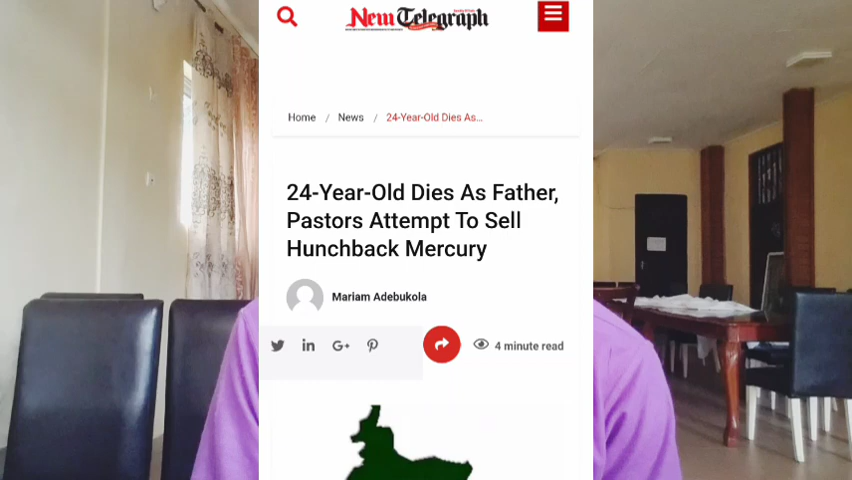 New Telegraph
Home / News / 24-Year-Old Dies As...
24-Year-Old Dies As Father,
Pastors Attempt To Sell
Hunchback Mercury
Mariam Adebukola
G+
4 minute read